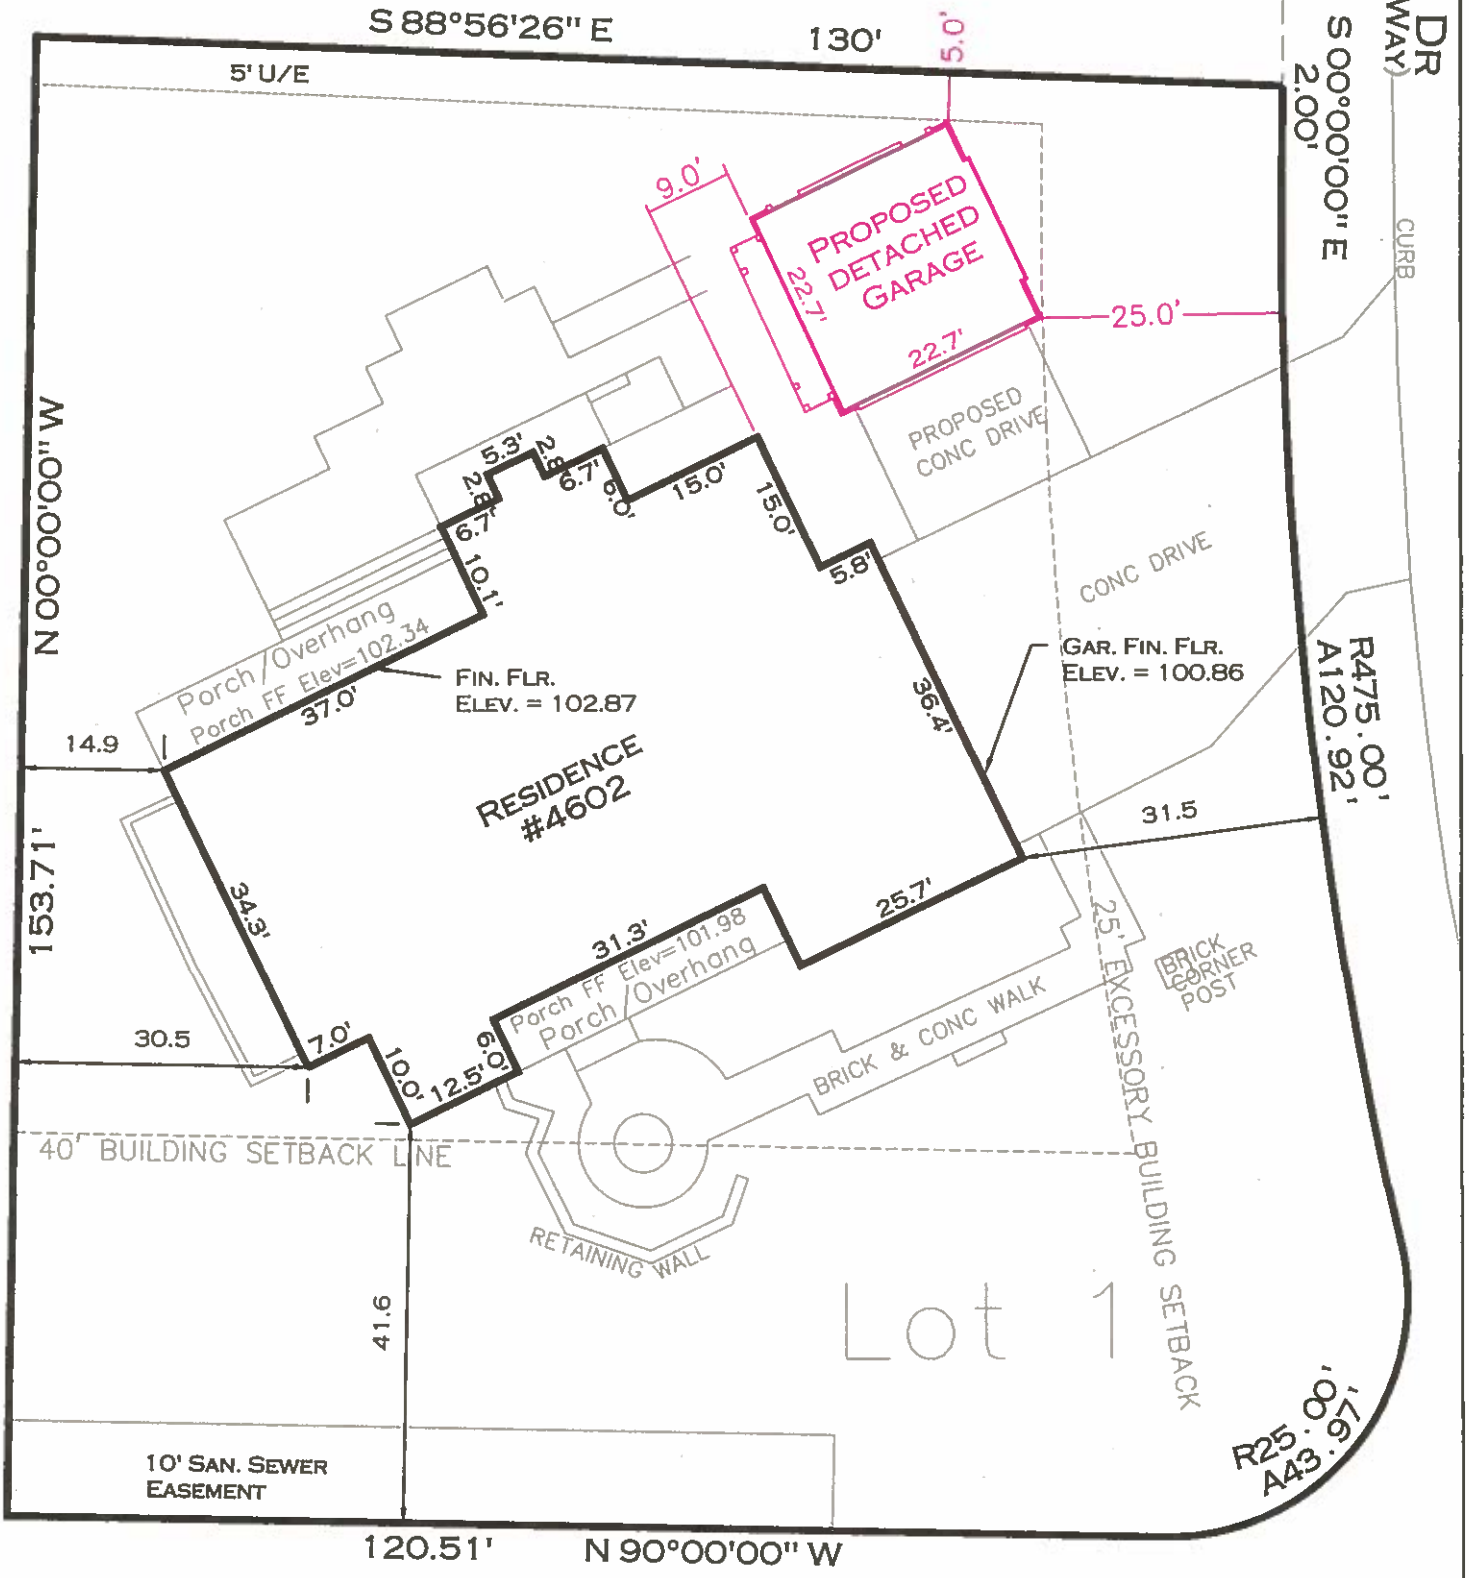 S 88°56'26" E
130'
5.0'
DR
WAY)
S 00°00'00" E
2.00'
5' U/E
9.0'
PROPOSED
DETACHED
GARAGE
22.7'
22.7'
25.0'
CURB
PROPOSED
CONC DRIVE
CONC DRIVE
N 00°00'00" W
153.71'
5.3'
2.8'
2.8'
6.7'
6.7'
6.0'
15.0'
15.0'
5.8'
10.1'
Porch/Overhang
Porch FF Elev=102.34
37.0'
FIN. FLR.
ELEV. = 102.87
GAR. FIN. FLR.
ELEV. = 100.86
36.4'
R475.00'
A120.92'
14.9
RESIDENCE
#4602
31.5
34.3'
31.3'
25.7'
Porch FF Elev=101.98
Porch/Overhang
25' EXCESSORY BUILDING SETBACK
BRICK
CORNER
POST
30.5
7.0'
10.0'
12.5'
6.0'
BRICK & CONC WALK
40' BUILDING SETBACK LINE
RETAINING WALL
41.6
Lot 1
R25.00'
A43.97'
10' SAN. SEWER
EASEMENT
120.51'
N 90°00'00" W